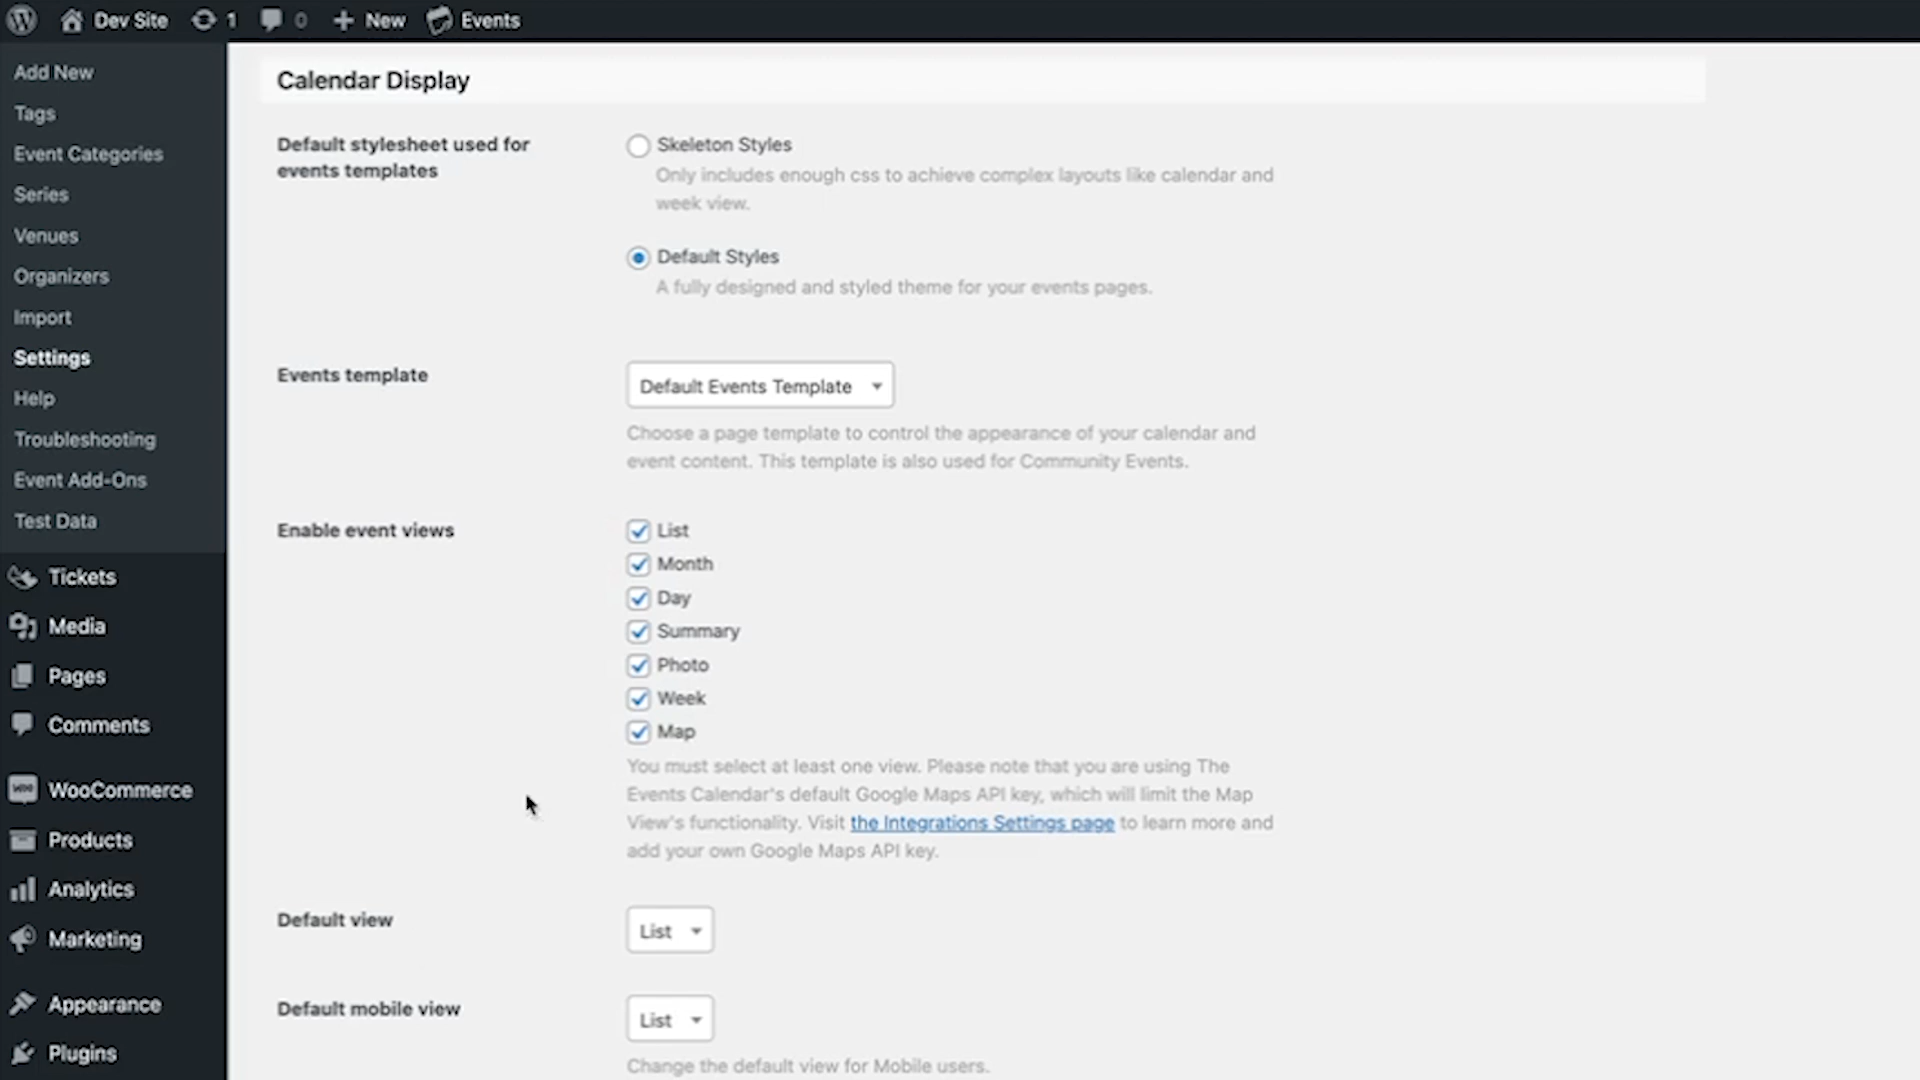 Dev Site 1 0 New Events
Add New
Tags
Event Categories
Series
Venues
Organizers
Import
Settings
Help
Troubleshooting
Event Add-Ons
Test Data
Tickets
Media
Pages
Comments
WooCommerce
Products
Analytics
Marketing
Appearance
Plugins
Calendar Display
Default stylesheet used for
events templates
Skeleton Styles
Only includes enough css to achieve complex layouts like calendar and
week view.
Default Styles
A fully designed and styled theme for your events pages.
Events template
Default Events Template
Choose a page template to control the appearance of your calendar and
event content. This template is also used for Community Events.
Enable event views
List
Month
Day
Summary
Photo
Week
Map
You must select at least one view. Please note that you are using The
Events Calendar's default Google Maps API key, which will limit the Map
View's functionality. Visit the Integrations Settings page to learn more and
add your own Google Maps API key.
Default view
List
Default mobile view
List
Change the default view for Mobile users.